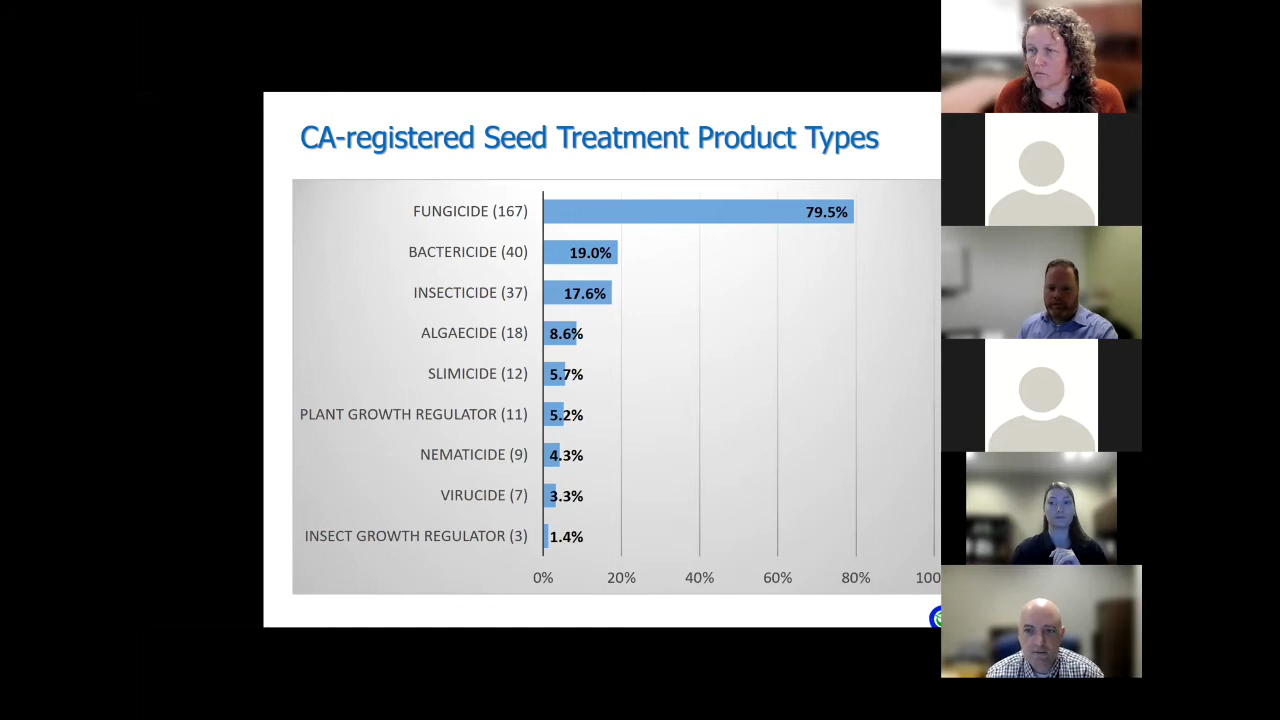 CA-registered Seed Treatment Product Types
FUNGICIDE (167) 79.5%
BACTERICIDE (40) 19.0%
INSECTICIDE (37) 17.6%
ALGAECIDE (18) 8.6%
SLIMICIDE (12) 5.7%
PLANT GROWTH REGULATOR (11) 5.2%
NEMATICIDE (9) 4.3%
VIRUCIDE (7) 3.3%
INSECT GROWTH REGULATOR (3) 1.4%
0% 20% 40% 60% 80% 100